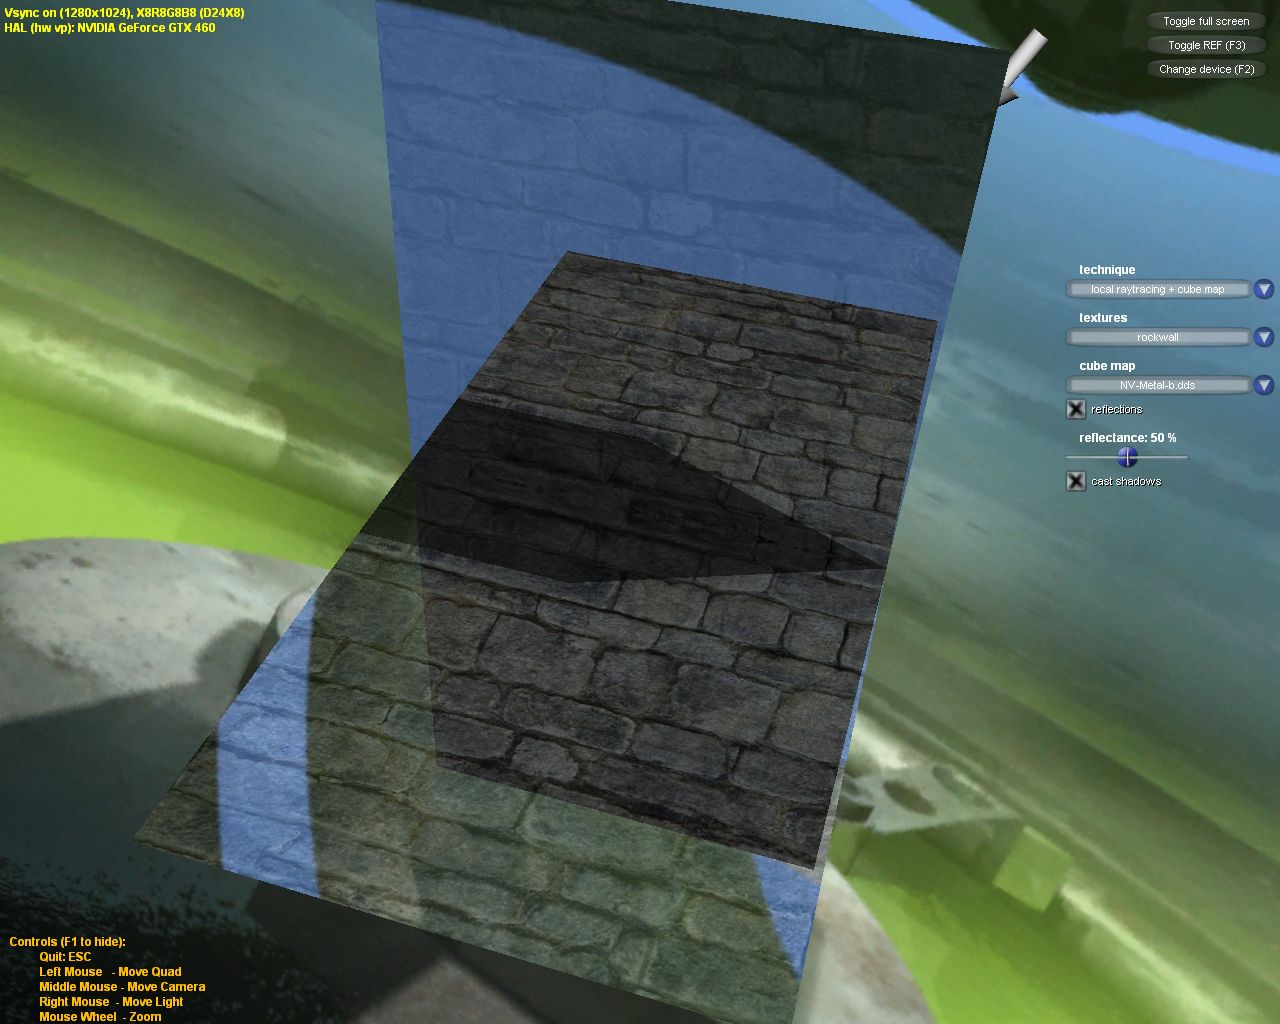 Vsync on (1280x1024), X8R8G8B8 (D24X8)
HAL (hw vp): NVIDIA GeForce GTX 460
Toggle full screen
Toggle REF (F3)
Change device (F2)
technique
local raytracing + cube map
textures
rockwall
cube map
NV-Metal-b.dds
reflections
reflectance: 50 %
cast shadows
Controls (F1 to hide):
Quit: ESC
Left Mouse - Move Quad
Middle Mouse - Move Camera
Right Mouse - Move Light
Mouse Wheel - Zoom